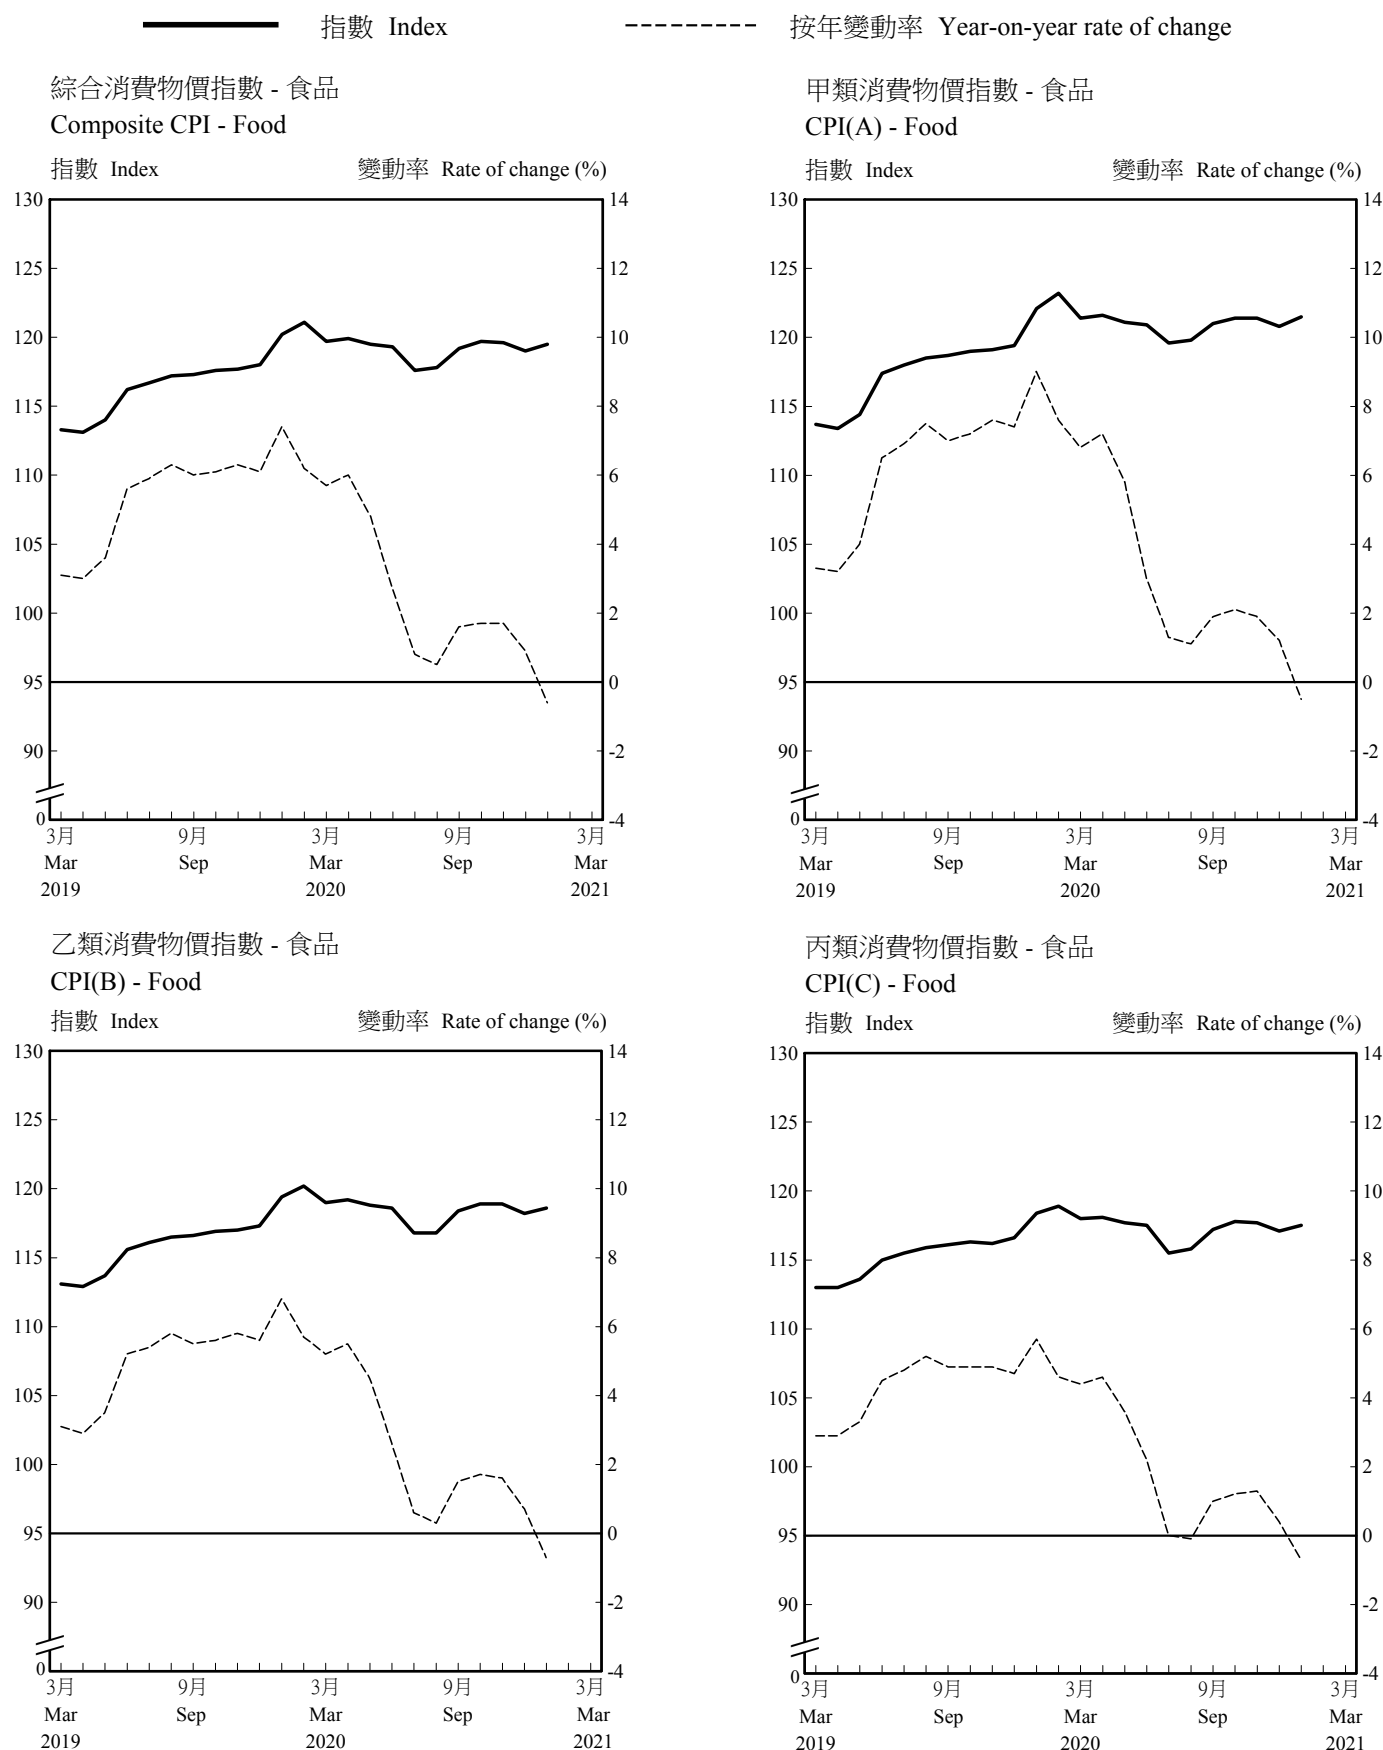 指數 Index
按年變動率 Year-on-year rate of change
綜合消費物價指數 - 食品
Composite CPI - Food
指數 Index
變動率 Rate of change (%)
130
125
120
115
110
105
100
95
90
0
14
12
10
8
6
4
2
0
-2
-4
3月 9月 3月 9月 3月
Mar Sep Mar Sep Mar
2019 2020 2021
甲類消費物價指數 - 食品
CPI(A) - Food
指數 Index
變動率 Rate of change (%)
130
125
120
115
110
105
100
95
90
0
14
12
10
8
6
4
2
0
-2
-4
3月 9月 3月 9月 3月
Mar Sep Mar Sep Mar
2019 2020 2021
乙類消費物價指數 - 食品
CPI(B) - Food
指數 Index
變動率 Rate of change (%)
130
125
120
115
110
105
100
95
90
0
14
12
10
8
6
4
2
0
-2
-4
3月 9月 3月 9月 3月
Mar Sep Mar Sep Mar
2019 2020 2021
丙類消費物價指數 - 食品
CPI(C) - Food
指數 Index
變動率 Rate of change (%)
130
125
120
115
110
105
100
95
90
0
14
12
10
8
6
4
2
0
-2
-4
3月 9月 3月 9月 3月
Mar Sep Mar Sep Mar
2019 2020 2021